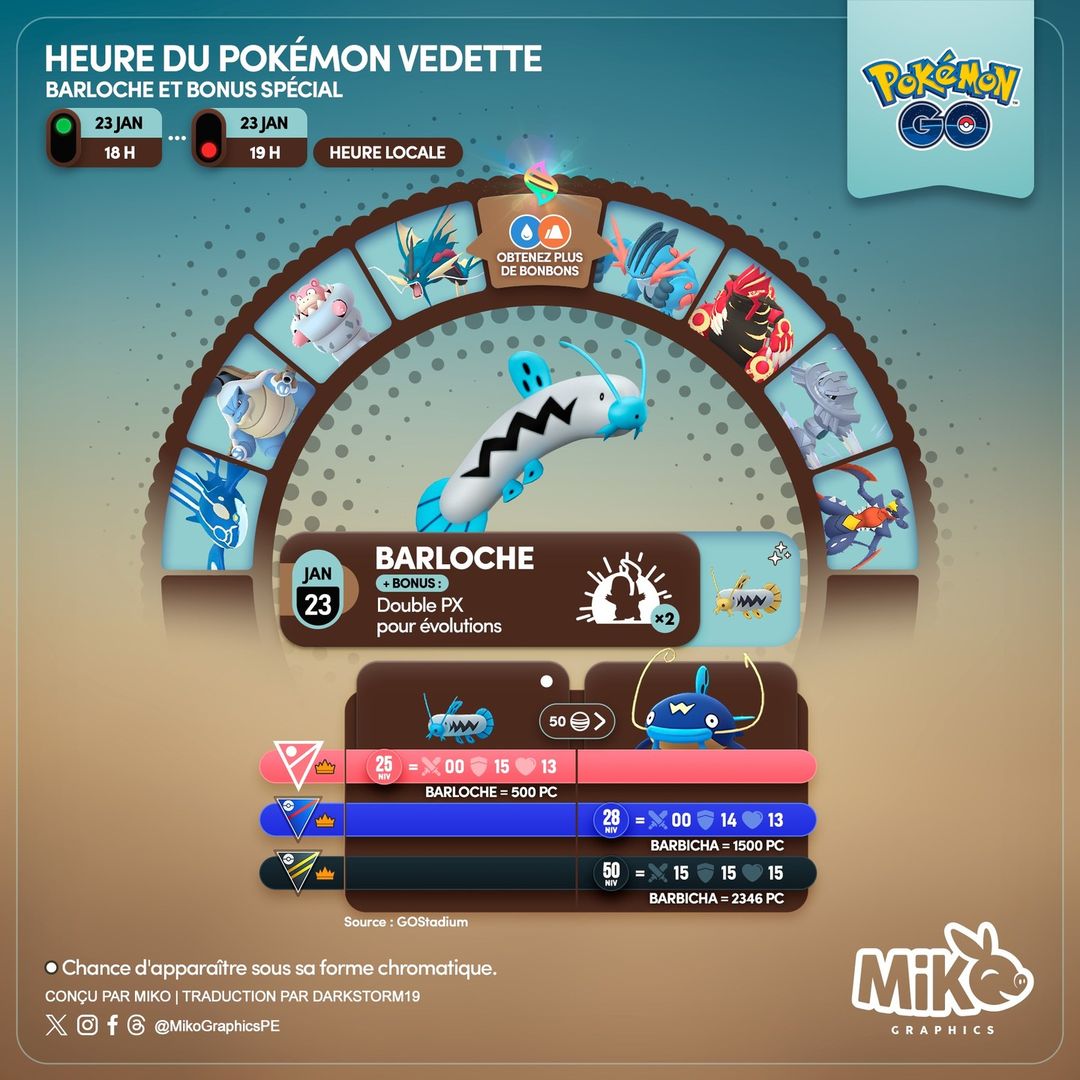 HEURE DU POKÉMON VEDETTE
BARLOCHE ET BONUS SPÉCIAL
23 JAN
18 H
...
23 JAN
19 H
HEURE LOCALE
POKÉMON
GO
TM
OBTENEZ PLUS
DE BONBONS
JAN
23
BARLOCHE
+ BONUS :
Double PX
pour évolutions
×2
50 >
25 NIV = 00 15 13
BARLOCHE = 500 PC
28 NIV = 00 14 13
BARBICHA = 1500 PC
50 NIV = 15 15 15
BARBICHA = 2346 PC
Source : GOStadium
Chance d'apparaître sous sa forme chromatique.
CONÇU PAR MIKO | TRADUCTION PAR DARKSTORM19
@MikoGraphicsPE
MiKO
GRAPHICS